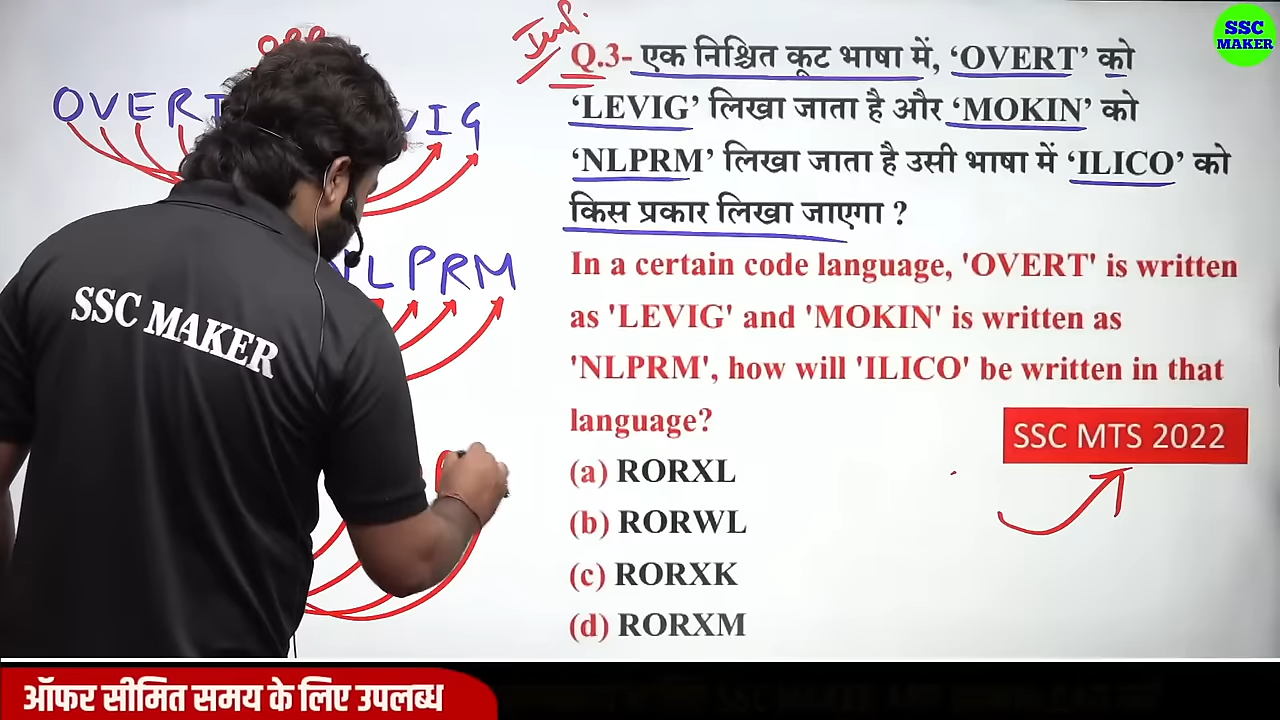 SSC
MAKER
Imp.
Q.3- एक निश्चित कूट भाषा में, ‘OVERT’ को
‘LEVIG’ लिखा जाता है और ‘MOKIN’ को
‘NLPRM’ लिखा जाता है उसी भाषा में ‘ILICO’ को
किस प्रकार लिखा जाएगा ?
In a certain code language, 'OVERT' is written
as 'LEVIG' and 'MOKIN' is written as
'NLPRM', how will 'ILICO' be written in that
language?
SSC MTS 2022
(a) RORXL
(b) RORWL
(c) RORXK
(d) RORXM
OVERT
VIG
NLPRM
SSC MAKER
ऑफर सीमित समय के लिए उपलब्ध